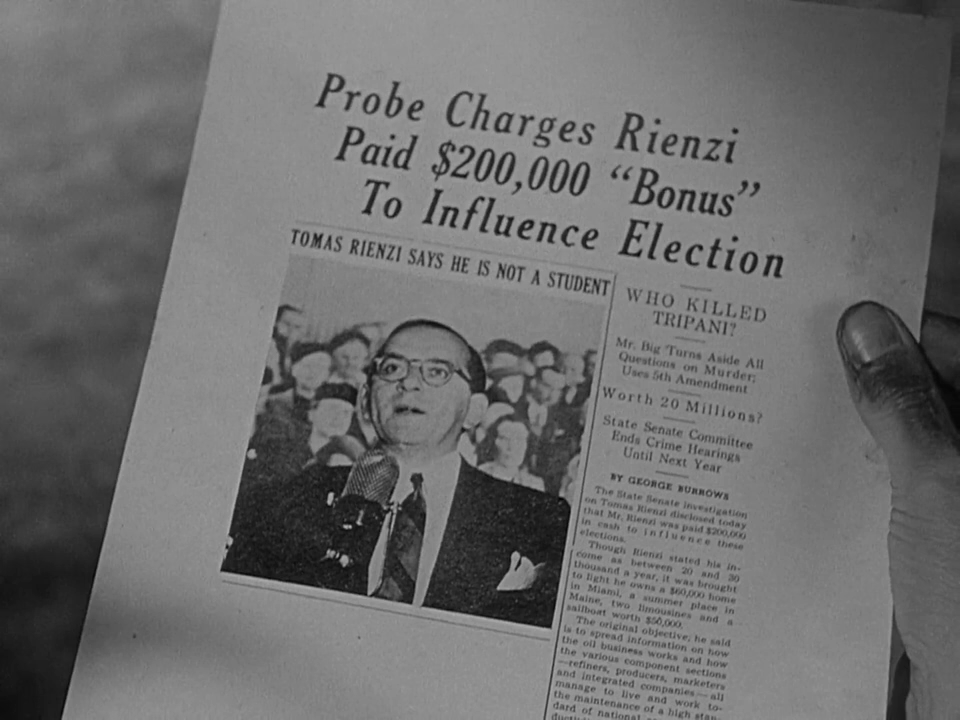 Probe Charges Rienzi
Paid $200,000 “Bonus”
To Influence Election
TOMAS RIENZI SAYS HE IS NOT A STUDENT
WHO KILLED
TRIPANI?
Mr. Big Turns Aside All
Questions on Murder;
Uses 5th Amendment
Worth 20 Millions?
State Senate Committee
Ends Crime Hearings
Until Next Year
BY GEORGE BURROWS
The State Senate investigation
on Tomas Rienzi disclosed today
that Mr. Rienzi was paid $200,000
in cash to influence these
elections.
Though Rienzi stated his in-
come as between 20 and 30
thousand a year, it was brought
to light he owns a $60,000 home
in Miami, a summer place in
Maine, two limousines and a
sailboat worth $50,000.
The original objective, he said
is to spread information on how
the oil business works and how
the various component sections
—refiners, producers, marketers
and integrated companies—all
manage to live and work to-
the maintenance of a high stan-
dard of national